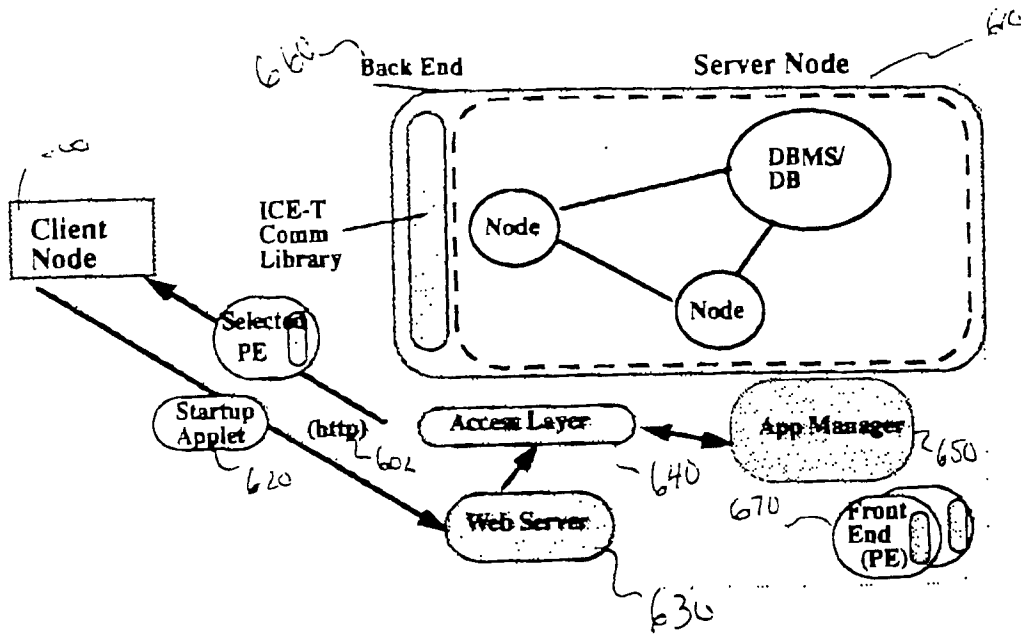 660
Back End
Server Node
610
DBMS/
DB
ICE-T
Comm
Library
Node
Node
Client
Node
Selected
PE
Startup
Applet
620
(http)
602
Access Layer
640
App Manager
650
Web Server
630
670
Front
End
(PE)